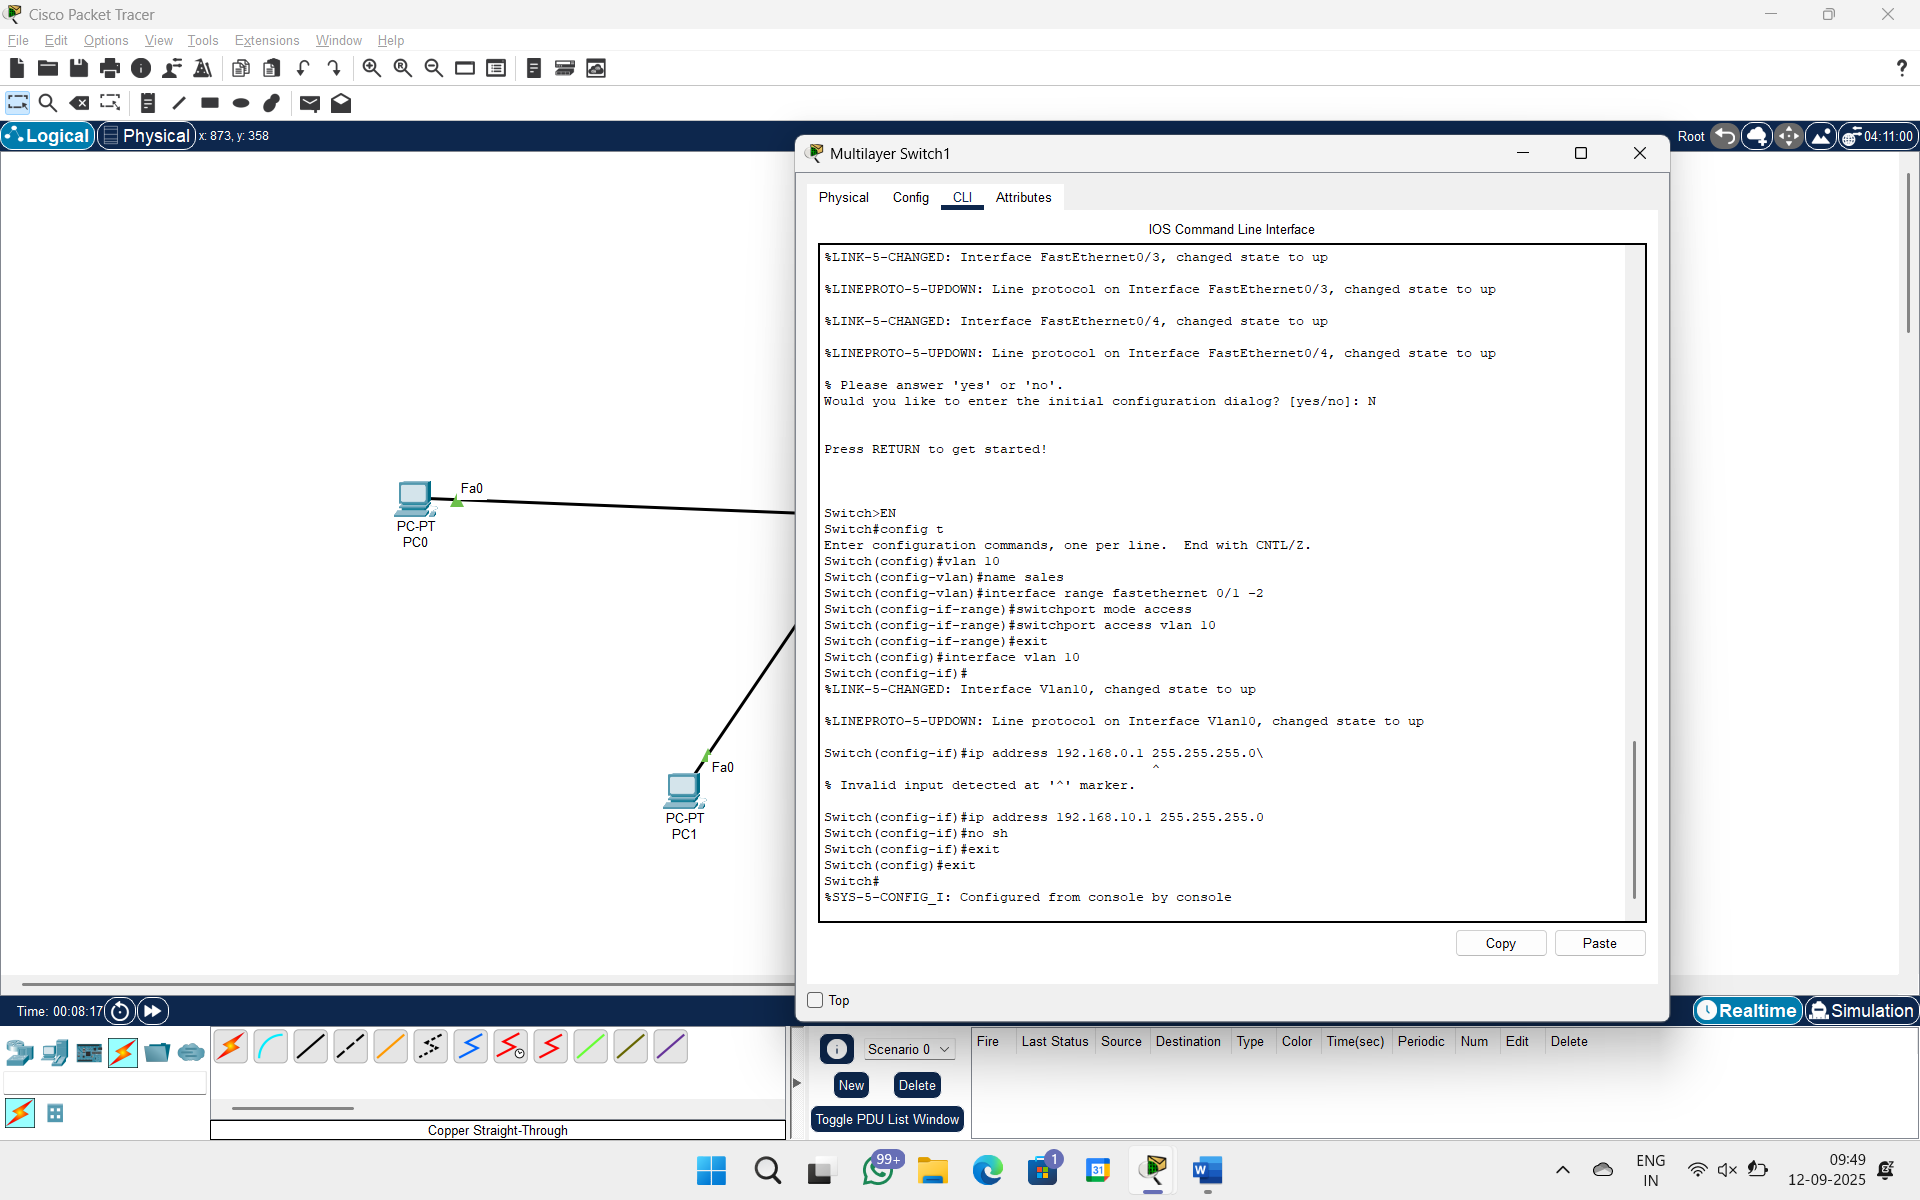 Cisco Packet Tracer
File Edit Options View Tools Extensions Window Help
?
Logical Physical x: 873, y: 358
Root 04:11:00
Multilayer Switch1
Physical Config CLI Attributes
IOS Command Line Interface
%LINK-5-CHANGED: Interface FastEthernet0/3, changed state to up
%LINEPROTO-5-UPDOWN: Line protocol on Interface FastEthernet0/3, changed state to up
%LINK-5-CHANGED: Interface FastEthernet0/4, changed state to up
%LINEPROTO-5-UPDOWN: Line protocol on Interface FastEthernet0/4, changed state to up
% Please answer 'yes' or 'no'.
Would you like to enter the initial configuration dialog? [yes/no]: N
Press RETURN to get started!
Switch>EN
Switch#config t
Enter configuration commands, one per line.  End with CNTL/Z.
Switch(config)#vlan 10
Switch(config-vlan)#name sales
Switch(config-vlan)#interface range fastethernet 0/1 -2
Switch(config-if-range)#switchport mode access
Switch(config-if-range)#switchport access vlan 10
Switch(config-if-range)#exit
Switch(config)#interface vlan 10
Switch(config-if)#
%LINK-5-CHANGED: Interface Vlan10, changed state to up
%LINEPROTO-5-UPDOWN: Line protocol on Interface Vlan10, changed state to up
Switch(config-if)#ip address 192.168.0.1 255.255.255.0\
^
% Invalid input detected at '^' marker.
Switch(config-if)#ip address 192.168.10.1 255.255.255.0
Switch(config-if)#no sh
Switch(config-if)#exit
Switch(config)#exit
Switch#
%SYS-5-CONFIG_I: Configured from console by console
Copy Paste
Top
Fa0
PC-PT
PC0
Fa0
PC-PT
PC1
Time: 00:08:17
Realtime Simulation
Scenario 0
New Delete
Toggle PDU List Window
Fire Last Status Source Destination Type Color Time(sec) Periodic Num Edit Delete
Copper Straight-Through
99+
1
31
W
ENG
IN
09:49
12-09-2025